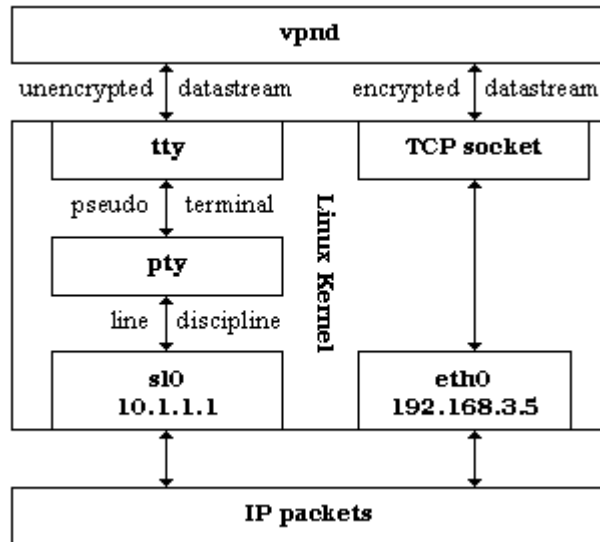 vpnd
unencrypted datastream
encrypted datastream
tty
TCP socket
pseudo terminal
Linux Kernel
pty
line discipline
sl0
10.1.1.1
eth0
192.168.3.5
IP packets